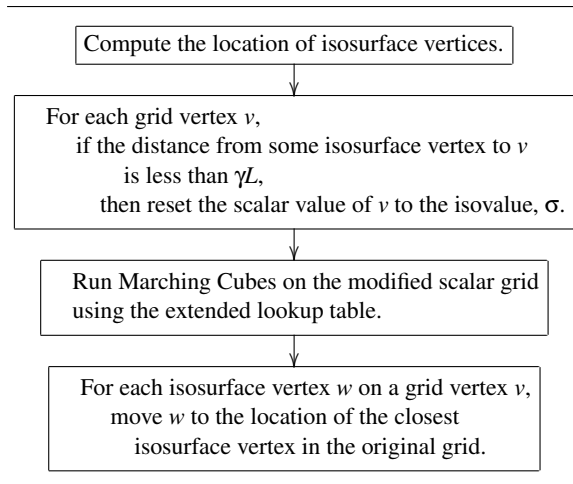 Compute the location of isosurface vertices.
For each grid vertex v,
if the distance from some isosurface vertex to v
is less than γL,
then reset the scalar value of v to the isovalue, σ.
Run Marching Cubes on the modified scalar grid
using the extended lookup table.
For each isosurface vertex w on a grid vertex v,
move w to the location of the closest
isosurface vertex in the original grid.